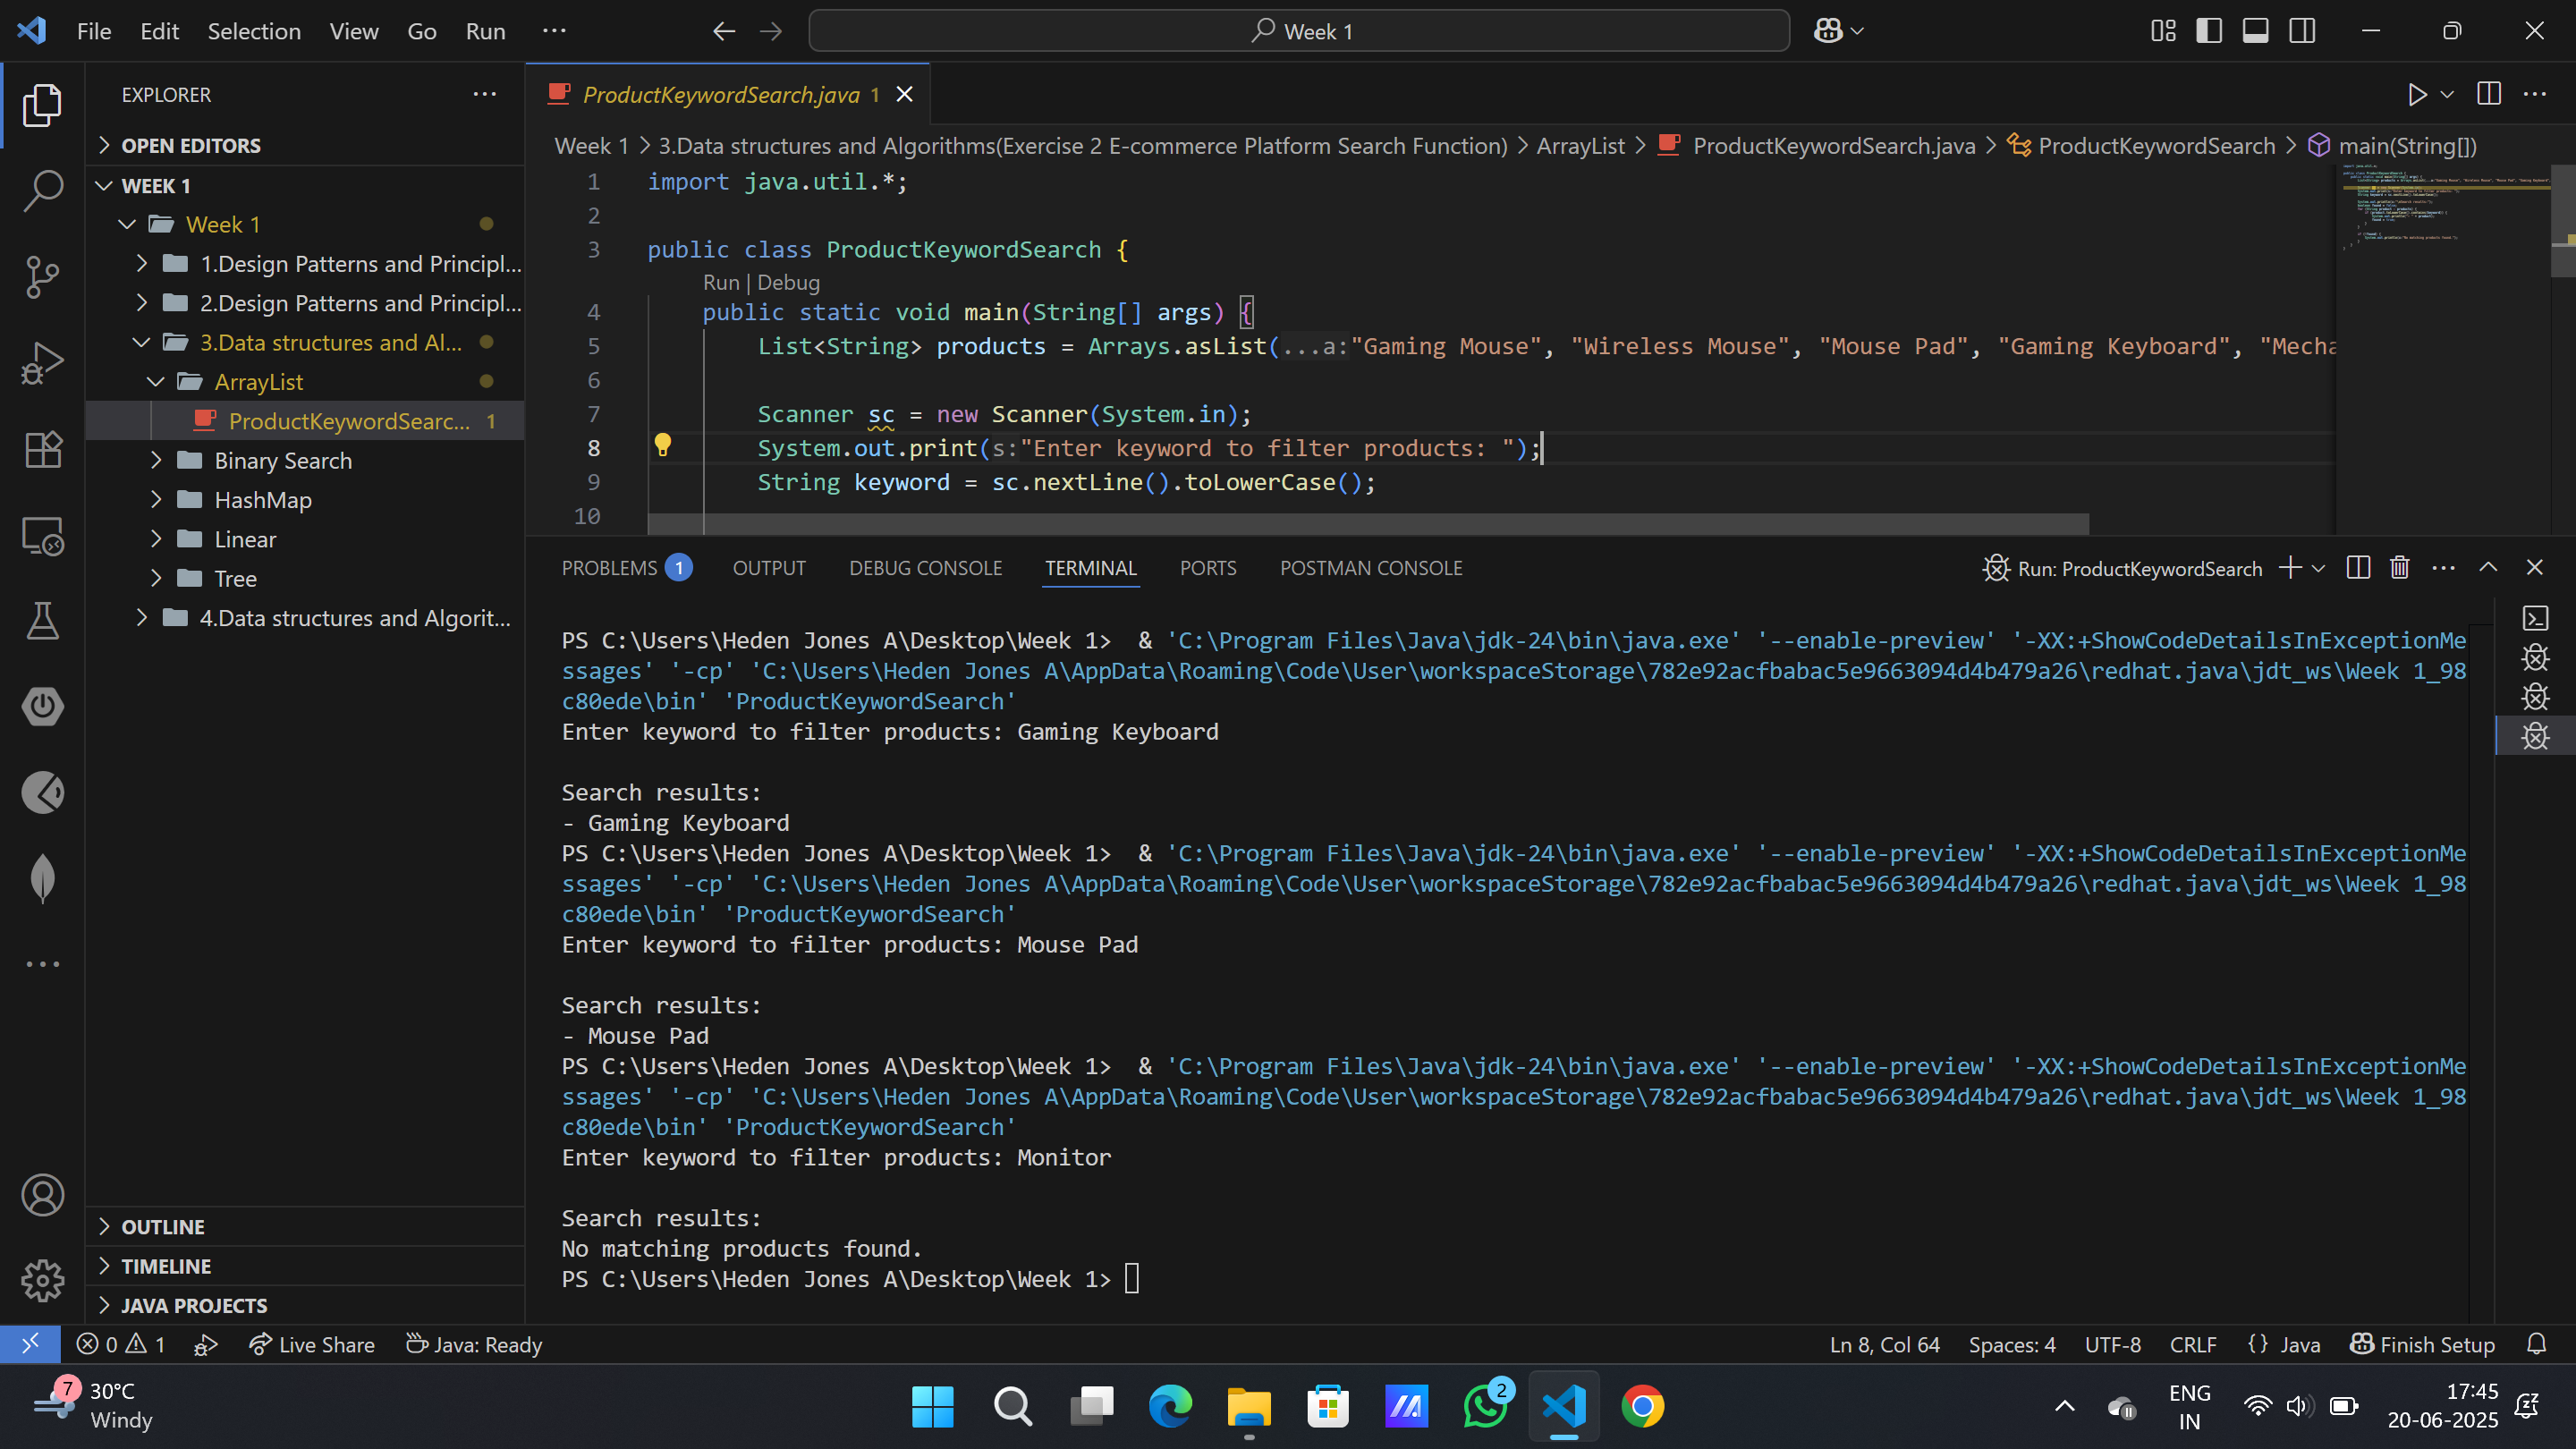 File Edit Selection View Go Run ··· Week 1
EXPLORER
OPEN EDITORS
WEEK 1
Week 1
1.Design Patterns and Principl...
2.Design Patterns and Principl...
3.Data structures and Al...
ArrayList
ProductKeywordSearc... 1
Binary Search
HashMap
Linear
Tree
4.Data structures and Algorit...
OUTLINE
TIMELINE
JAVA PROJECTS
ProductKeywordSearch.java 1
Week 1 > 3.Data structures and Algorithms(Exercise 2 E-commerce Platform Search Function) > ArrayList > ProductKeywordSearch.java > ProductKeywordSearch > main(String[])
1 import java.util.*;
2
3 public class ProductKeywordSearch {
Run | Debug
4 public static void main(String[] args) {
5 List<String> products = Arrays.asList(...a:"Gaming Mouse", "Wireless Mouse", "Mouse Pad", "Gaming Keyboard", "Mecha
6
7 Scanner sc = new Scanner(System.in);
8 System.out.print(s:"Enter keyword to filter products: ");
9 String keyword = sc.nextLine().toLowerCase();
10
PROBLEMS 1 OUTPUT DEBUG CONSOLE TERMINAL PORTS POSTMAN CONSOLE Run: ProductKeywordSearch
PS C:\Users\Heden Jones A\Desktop\Week 1>  & 'C:\Program Files\Java\jdk-24\bin\java.exe' '--enable-preview' '-XX:+ShowCodeDetailsInExceptionMe
ssages' '-cp' 'C:\Users\Heden Jones A\AppData\Roaming\Code\User\workspaceStorage\782e92acfbabac5e9663094d4b479a26\redhat.java\jdt_ws\Week 1_98
c80ede\bin' 'ProductKeywordSearch'
Enter keyword to filter products: Gaming Keyboard
Search results:
- Gaming Keyboard
PS C:\Users\Heden Jones A\Desktop\Week 1>  & 'C:\Program Files\Java\jdk-24\bin\java.exe' '--enable-preview' '-XX:+ShowCodeDetailsInExceptionMe
ssages' '-cp' 'C:\Users\Heden Jones A\AppData\Roaming\Code\User\workspaceStorage\782e92acfbabac5e9663094d4b479a26\redhat.java\jdt_ws\Week 1_98
c80ede\bin' 'ProductKeywordSearch'
Enter keyword to filter products: Mouse Pad
Search results:
- Mouse Pad
PS C:\Users\Heden Jones A\Desktop\Week 1>  & 'C:\Program Files\Java\jdk-24\bin\java.exe' '--enable-preview' '-XX:+ShowCodeDetailsInExceptionMe
ssages' '-cp' 'C:\Users\Heden Jones A\AppData\Roaming\Code\User\workspaceStorage\782e92acfbabac5e9663094d4b479a26\redhat.java\jdt_ws\Week 1_98
c80ede\bin' 'ProductKeywordSearch'
Enter keyword to filter products: Monitor
Search results:
No matching products found.
PS C:\Users\Heden Jones A\Desktop\Week 1>
0 1 Live Share Java: Ready Ln 8, Col 64 Spaces: 4 UTF-8 CRLF {} Java Finish Setup
7 30°C
Windy
2
ENG
IN
17:45
20-06-2025